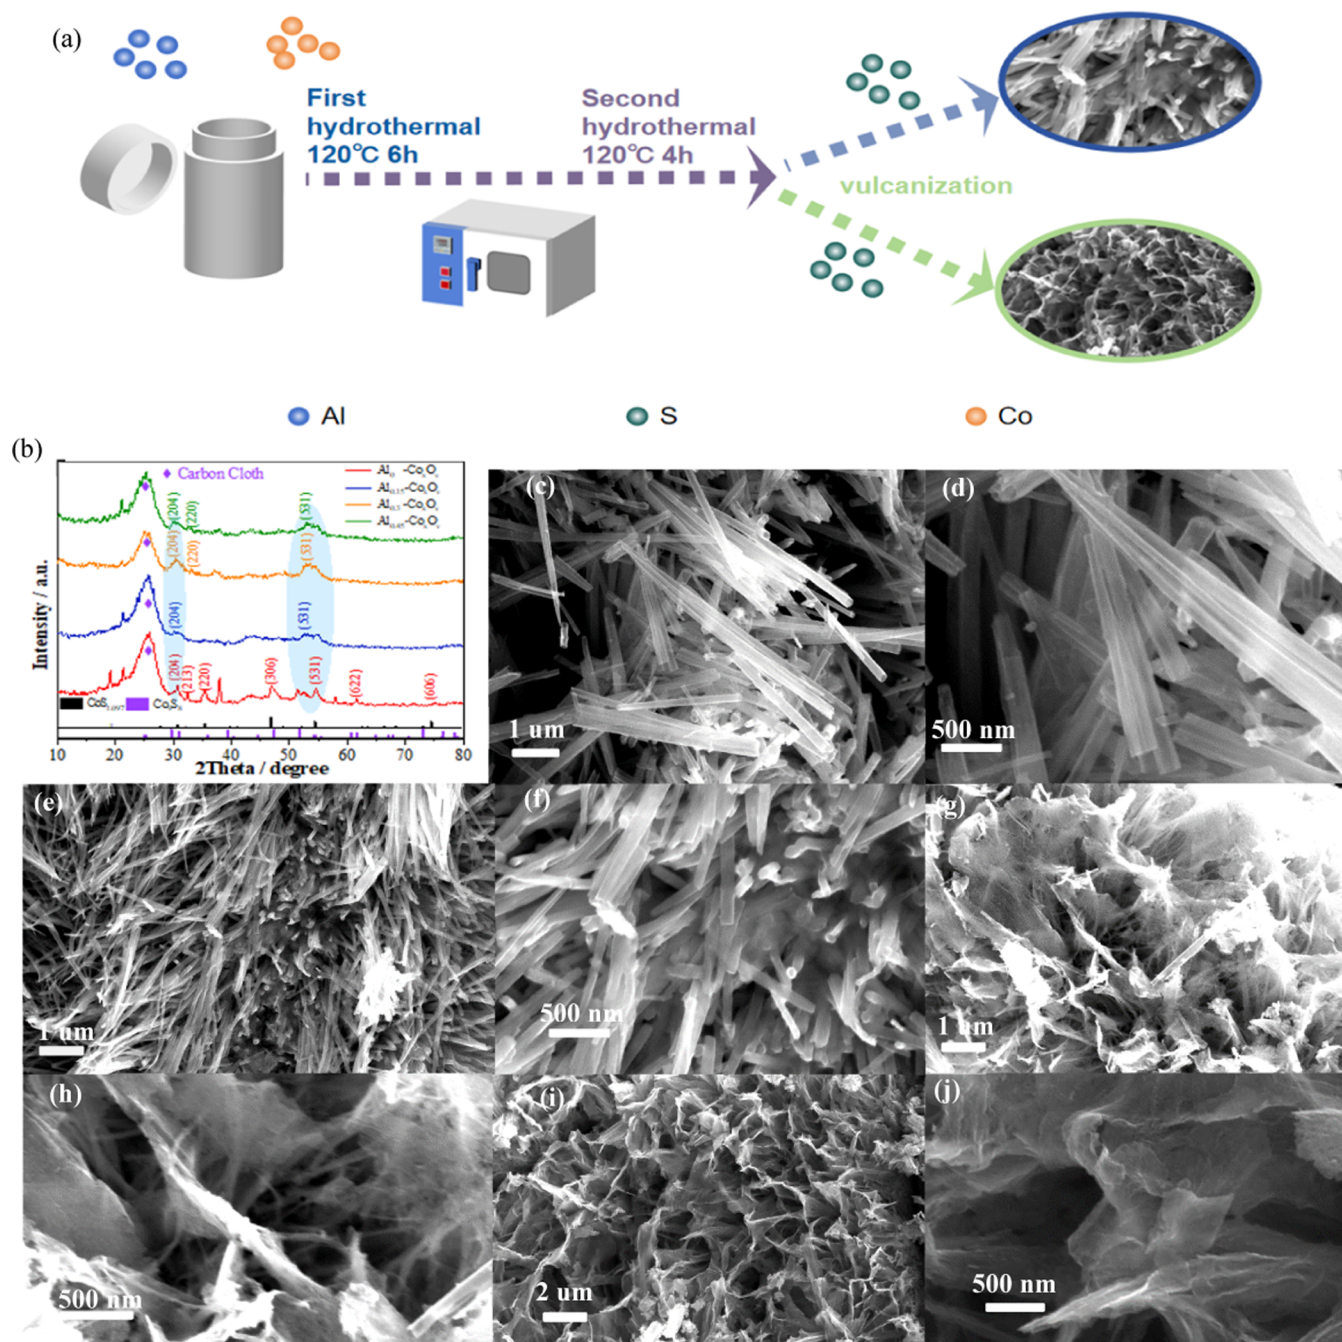 (a)
First
hydrothermal
120℃ 6h
Second
hydrothermal
120℃ 4h
vulcanization
Al
S
Co
(b)
Carbon Cloth
(204)
(220)
(531)
(204)
(220)
(531)
(204)
(531)
(204)
(213)
(220)
(306)
(531)
(622)
(606)
Intensity / a.u.
10 20 30 40 50 60 70 80
2Theta / degree
(c)
1 um
(d)
500 nm
(e)
1 um
(f)
500 nm
(g)
1 um
(h)
500 nm
(i)
2 um
(j)
500 nm